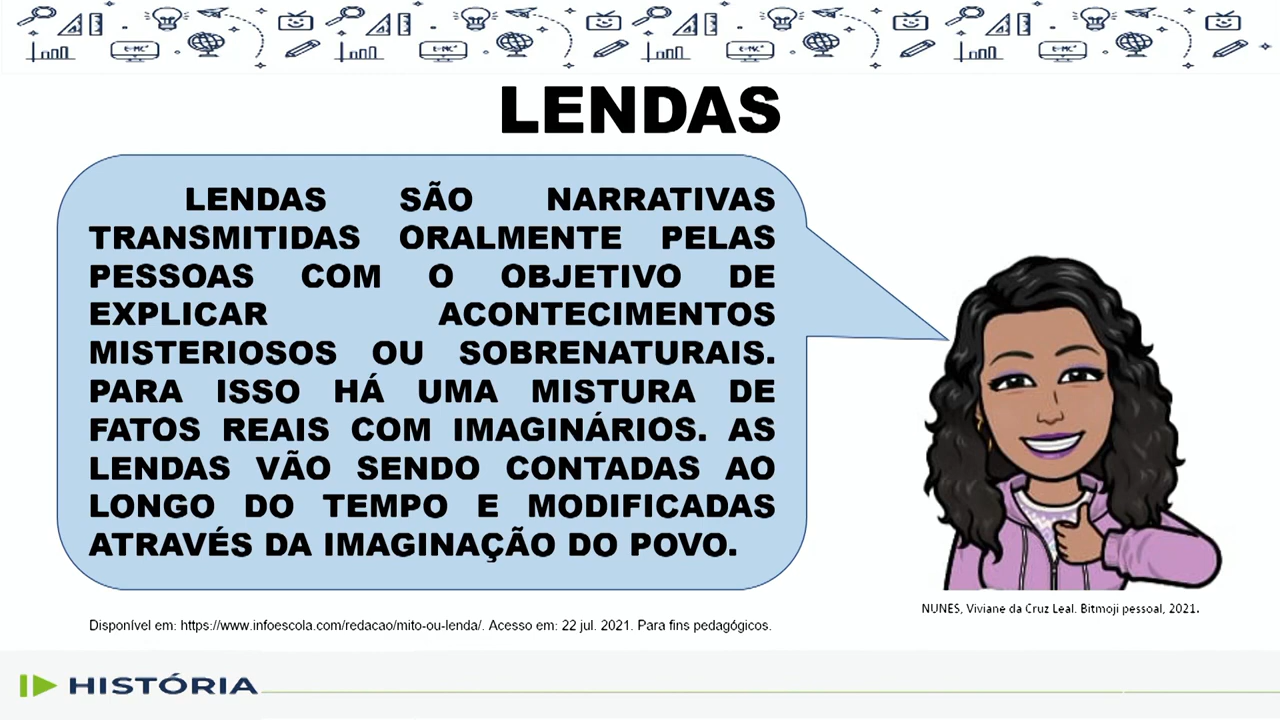 LENDAS
LENDAS SÃO NARRATIVAS
TRANSMITIDAS ORALMENTE PELAS
PESSOAS COM O OBJETIVO DE
EXPLICAR ACONTECIMENTOS
MISTERIOSOS OU SOBRENATURAIS.
PARA ISSO HÁ UMA MISTURA DE
FATOS REAIS COM IMAGINÁRIOS. AS
LENDAS VÃO SENDO CONTADAS AO
LONGO DO TEMPO E MODIFICADAS
ATRAVÉS DA IMAGINAÇÃO DO POVO.
NUNES, Viviane da Cruz Leal. Bitmoji pessoal, 2021.
Disponível em: https://www.infoescola.com/redacao/mito-ou-lenda/. Acesso em: 22 jul. 2021. Para fins pedagógicos.
HISTÓRIA